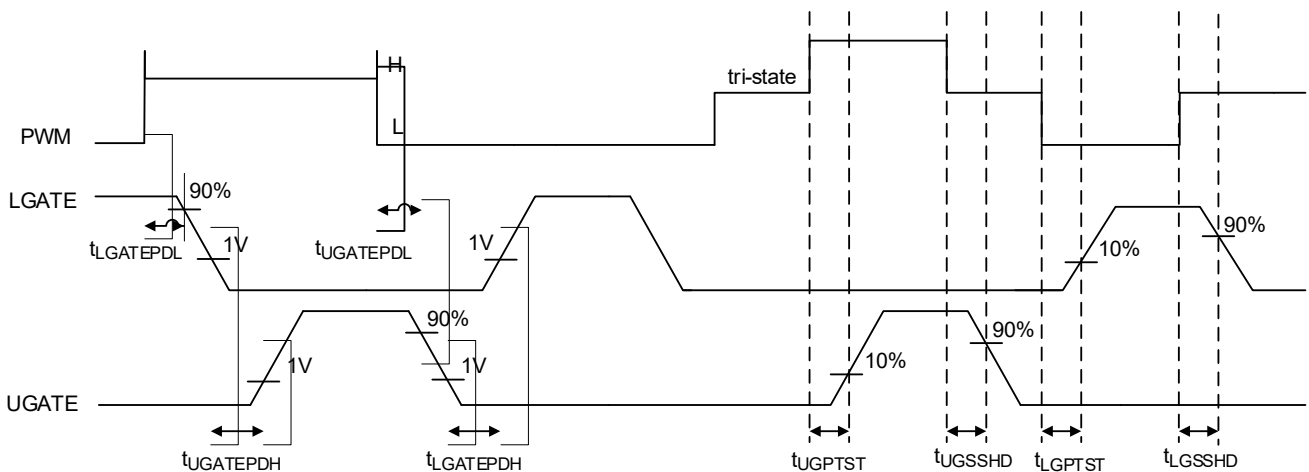 H
tri-state
L
PWM
LGATE
90%
1V
tLGATEPDL
tUGATEPDL
1V
10%
90%
90%
1V
1V
10%
90%
UGATE
tUGATEPDH
tLGATEPDH
tUGPTST
tUGSSHD
tLGPTST
tLGSSHD